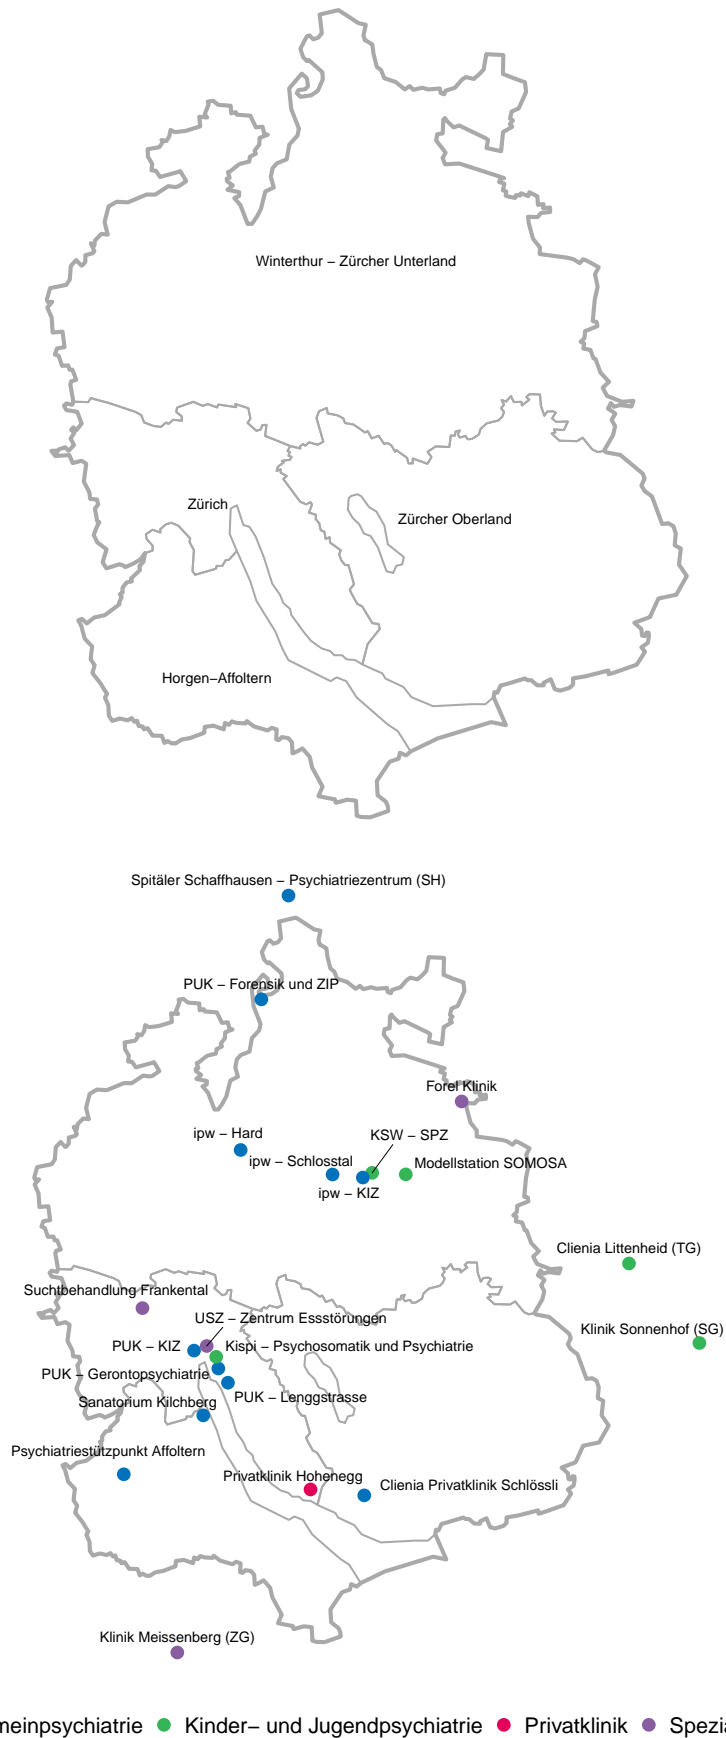 Winterthur – Zürcher Unterland
Zürich
Zürcher Oberland
Horgen–Affoltern
Spitäler Schaffhausen – Psychiatriezentrum (SH)
PUK – Forensik und ZIP
Forel Klinik
ipw – Hard
KSW – SPZ
ipw – Schlosstal
Modellstation SOMOSA
ipw – KIZ
Clienia Littenheid (TG)
Suchtbehandlung Frankental
USZ – Zentrum Essstörungen
Klinik Sonnenhof (SG)
PUK – KIZ
Kispi – Psychosomatik und Psychiatrie
PUK – Gerontopsychiatrie
PUK – Lenggstrasse
Sanatorium Kilchberg
Psychiatriestützpunkt Affoltern
Privatklinik Hohenegg
Clienia Privatklinik Schlössli
Klinik Meissenberg (ZG)
meinpsychiatrie Kinder– und Jugendpsychiatrie Privatklinik Spezia